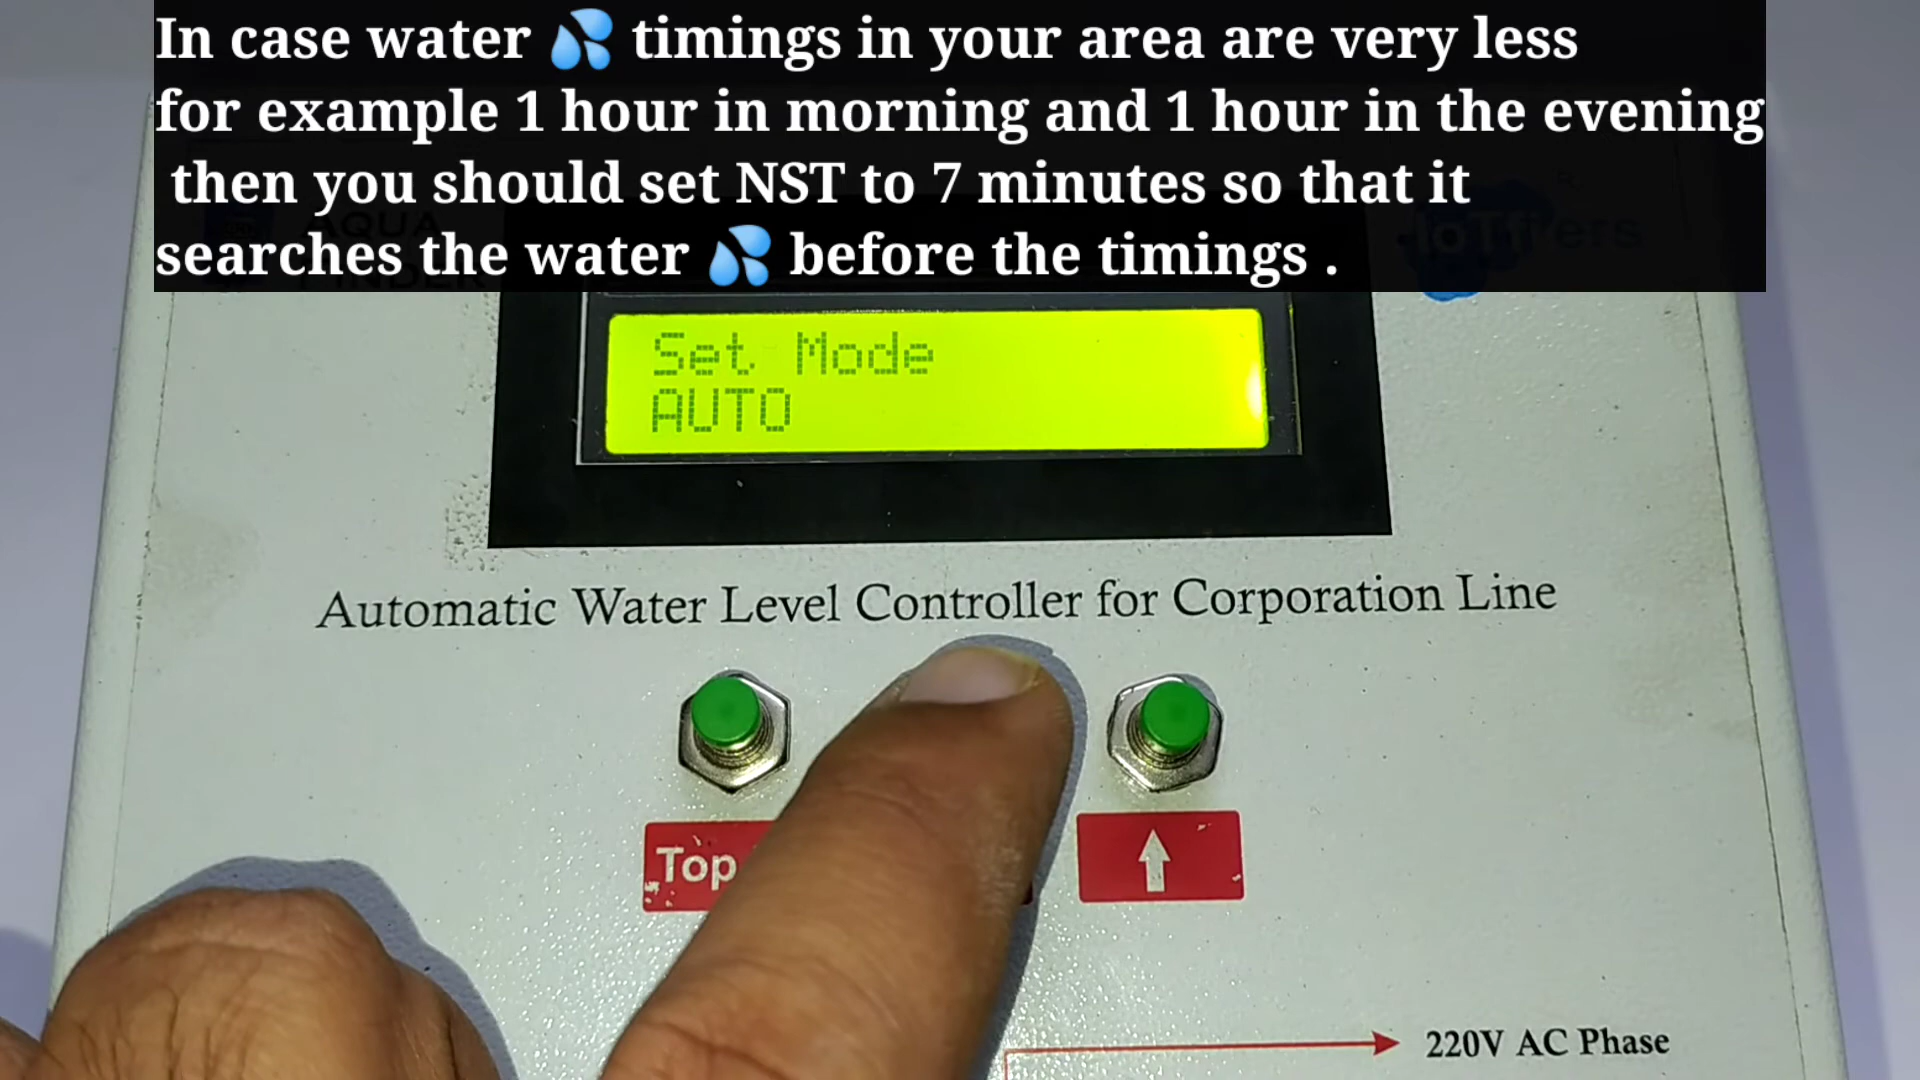 In case water 💦 timings in your area are very less
for example 1 hour in morning and 1 hour in the evening
then you should set NST to 7 minutes so that it
searches the water 💦 before the timings .
AQUA
Set Mode
AUTO
Automatic Water Level Controller for Corporation Line
Top
↑
220V AC Phase